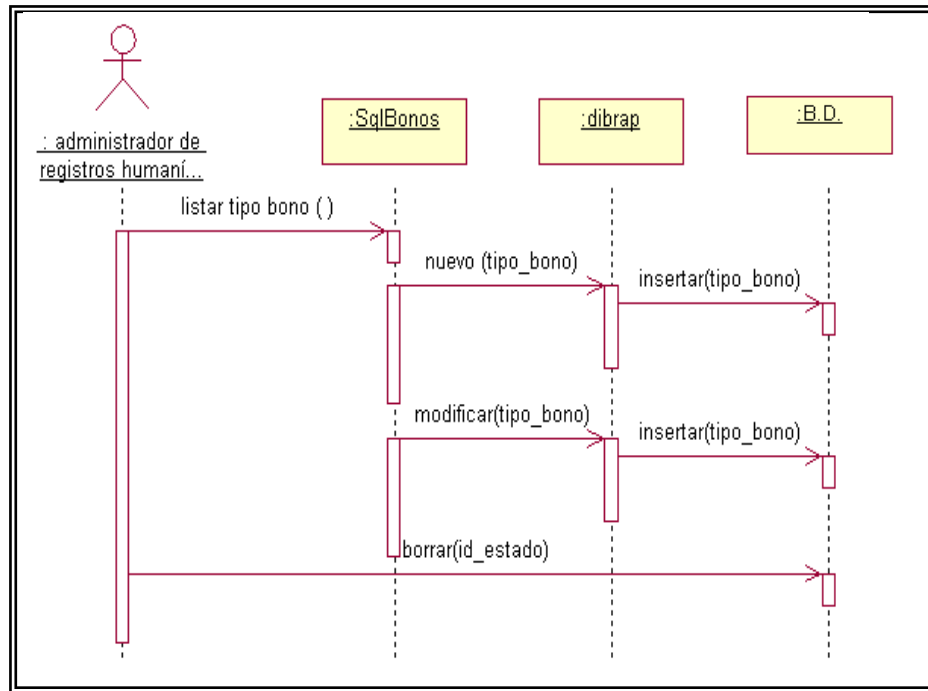 : administrador de
registros humaní...
:SqlBonos
:dibrap
:B.D.
listar tipo bono ( )
nuevo (tipo_bono)
insertar(tipo_bono)
modificar(tipo_bono)
insertar(tipo_bono)
borrar(id_estado)